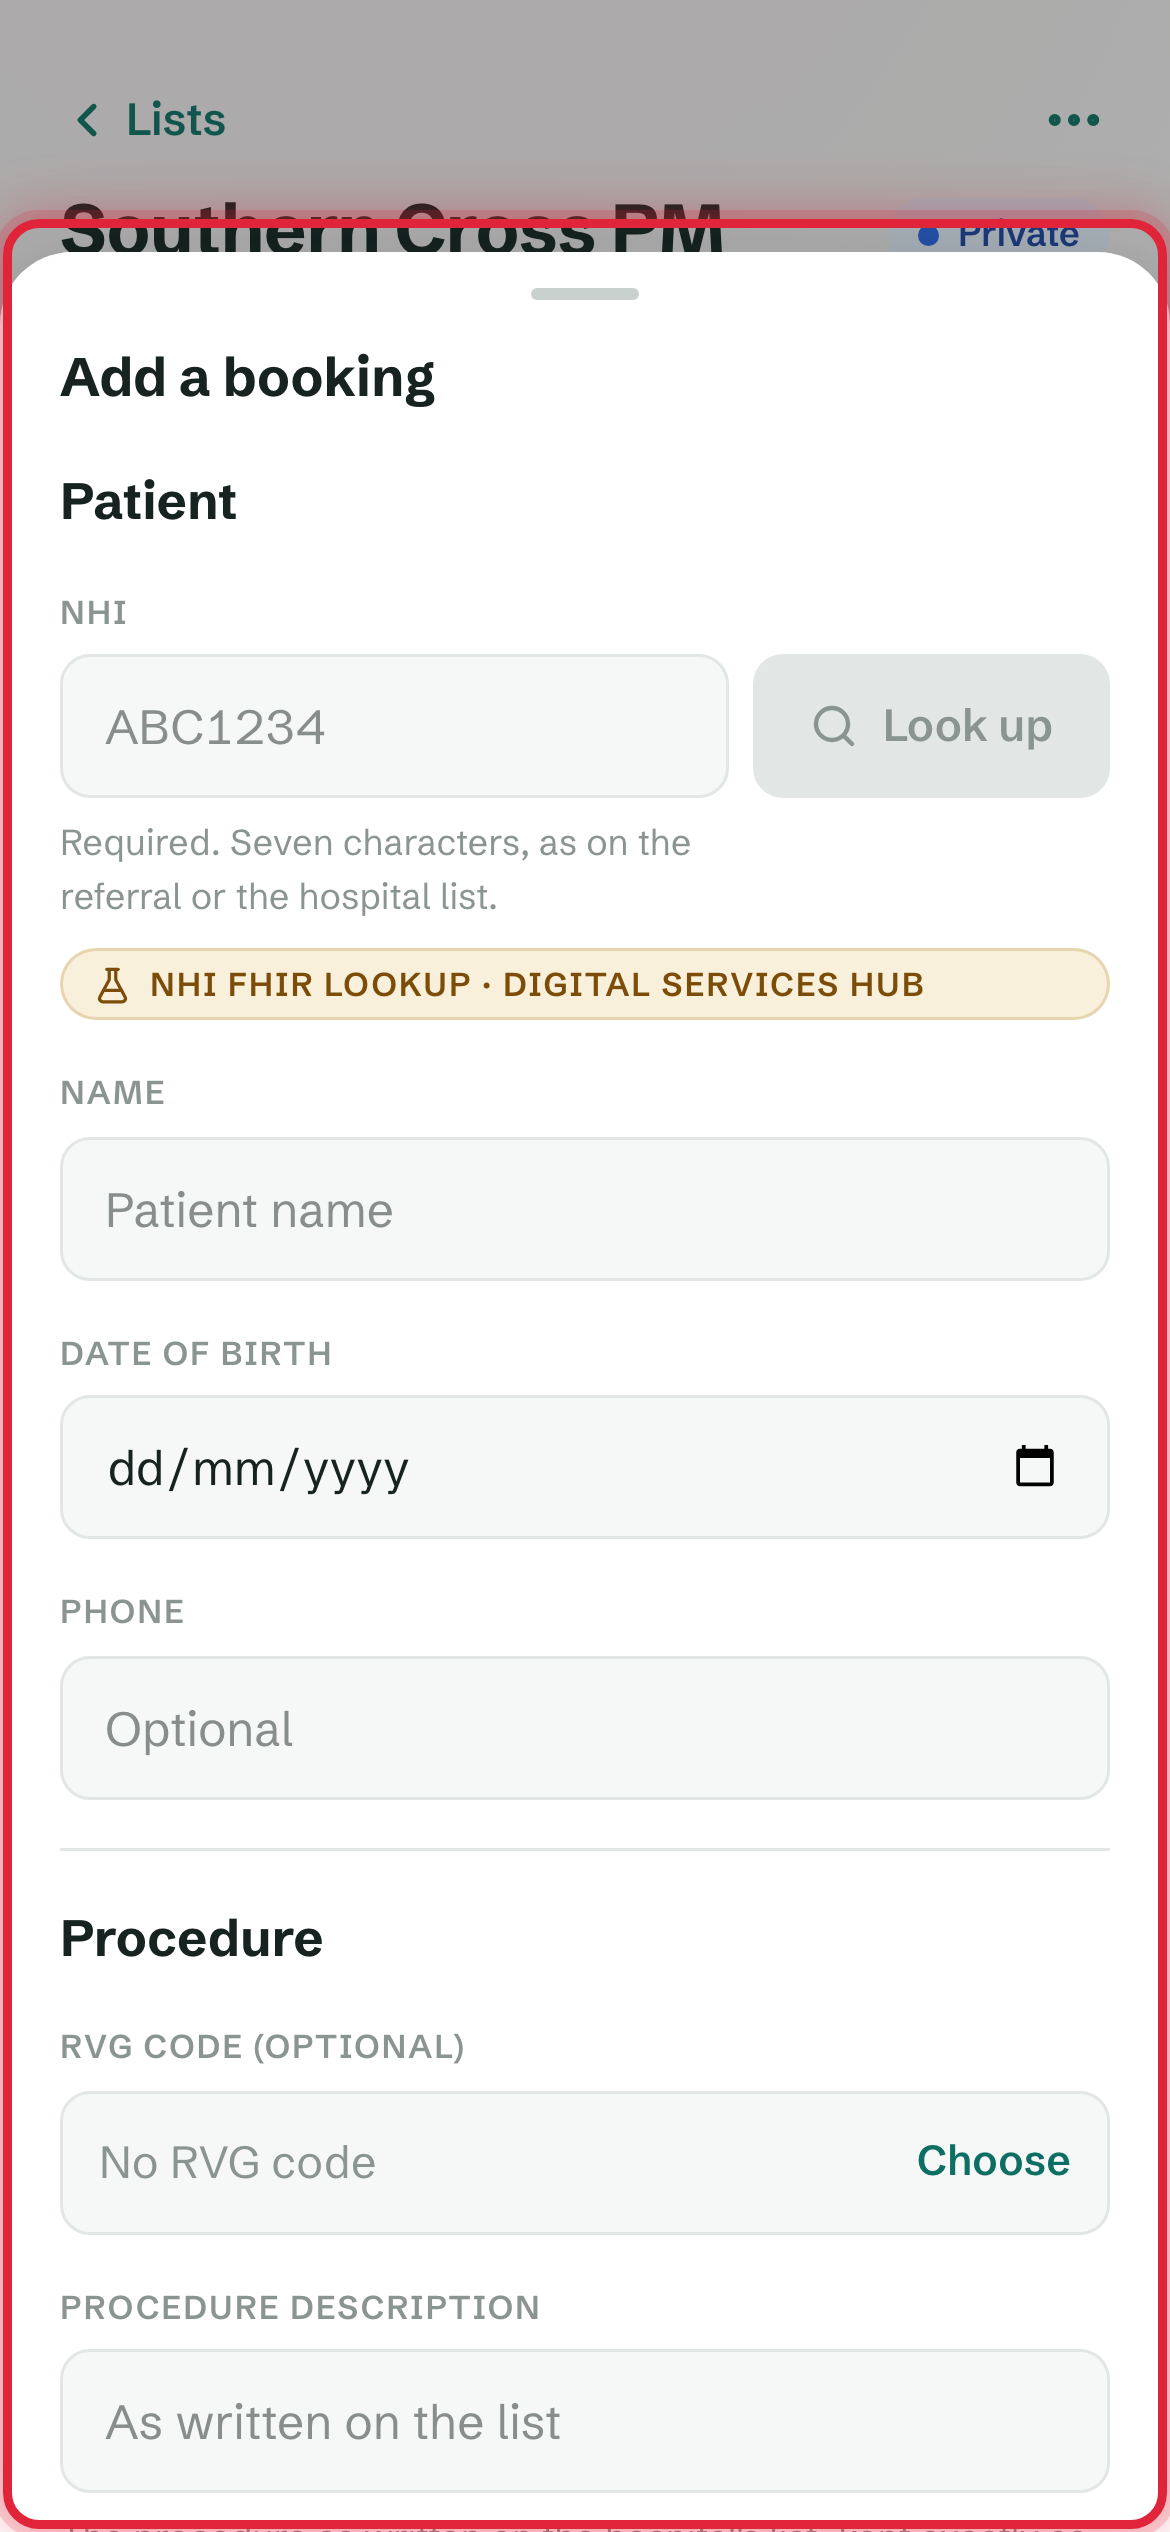 Lists
Southern Cross PM
Private
Add a booking
Patient
NHI
ABC1234
Look up
Required. Seven characters, as on the
referral or the hospital list.
NHI FHIR LOOKUP · DIGITAL SERVICES HUB
NAME
Patient name
DATE OF BIRTH
dd/mm/yyyy
PHONE
Optional
Procedure
RVG CODE (OPTIONAL)
No RVG code
Choose
PROCEDURE DESCRIPTION
As written on the list